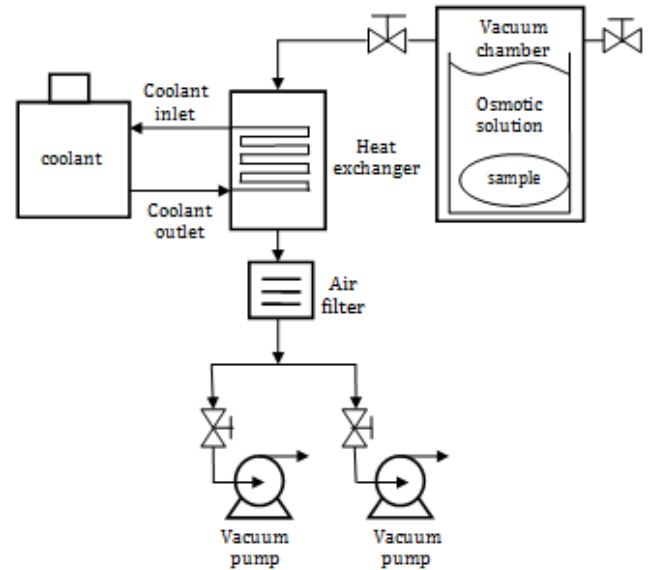 Vacuum
chamber
Osmotic
solution
sample
Coolant
inlet
coolant
Heat
exchanger
Coolant
outlet
Air
filter
Vacuum
pump
Vacuum
pump